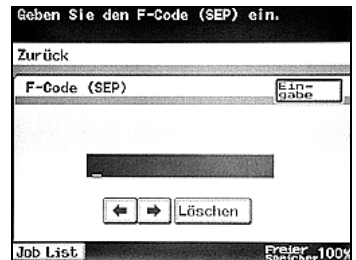 Geben Sie den F-Code (SEP) ein.
Zurück
F-Code (SEP)
Ein-
gabe
Löschen
Job List
Freier
Speicher 100%